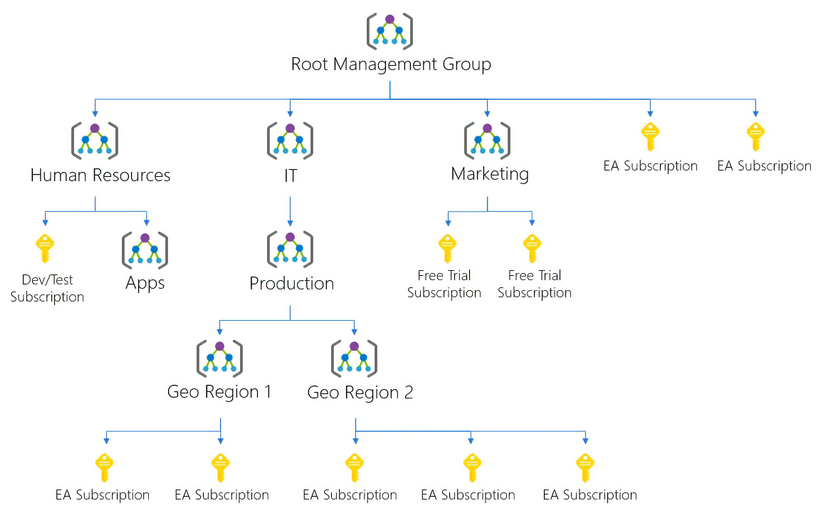 Root Management Group
Human Resources
IT
Marketing
EA Subscription
EA Subscription
Dev/Test
Subscription
Apps
Production
Free Trial
Subscription
Free Trial
Subscription
Geo Region 1
Geo Region 2
EA Subscription
EA Subscription
EA Subscription
EA Subscription
EA Subscription